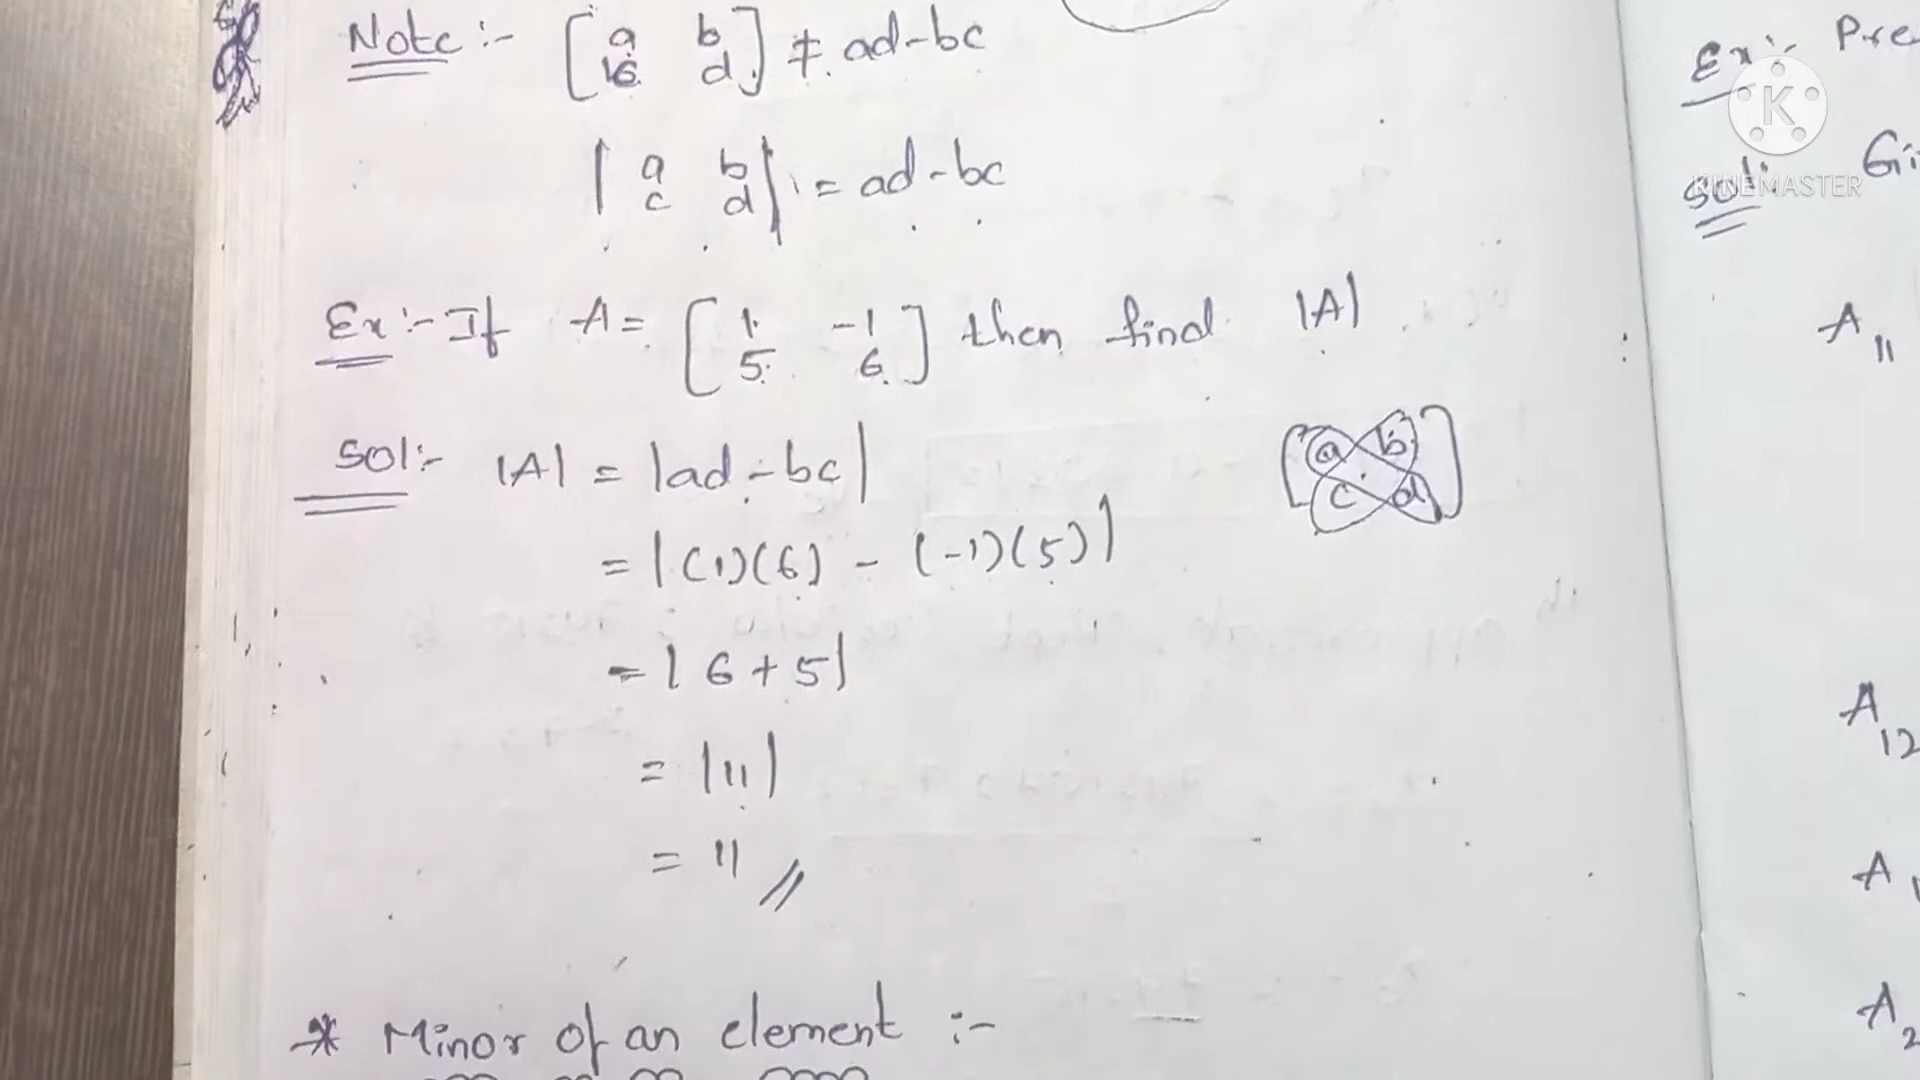 Note :- [ a b ] ≠ ad-bc
16 d
| a b | = ad-bc
c d
Ex :- If A = [ 1 -1 ] then find |A|
5 6
Sol :- |A| = |ad - bc|
[ a b
c d ]
= |(1)(6) - (-1)(5)|
= |6+5|
= |11|
= 11 //
* Minor of an element :-
Ex :- Pre
K
KINEMASTER
Sol: Gi
A11
A12
A
A2